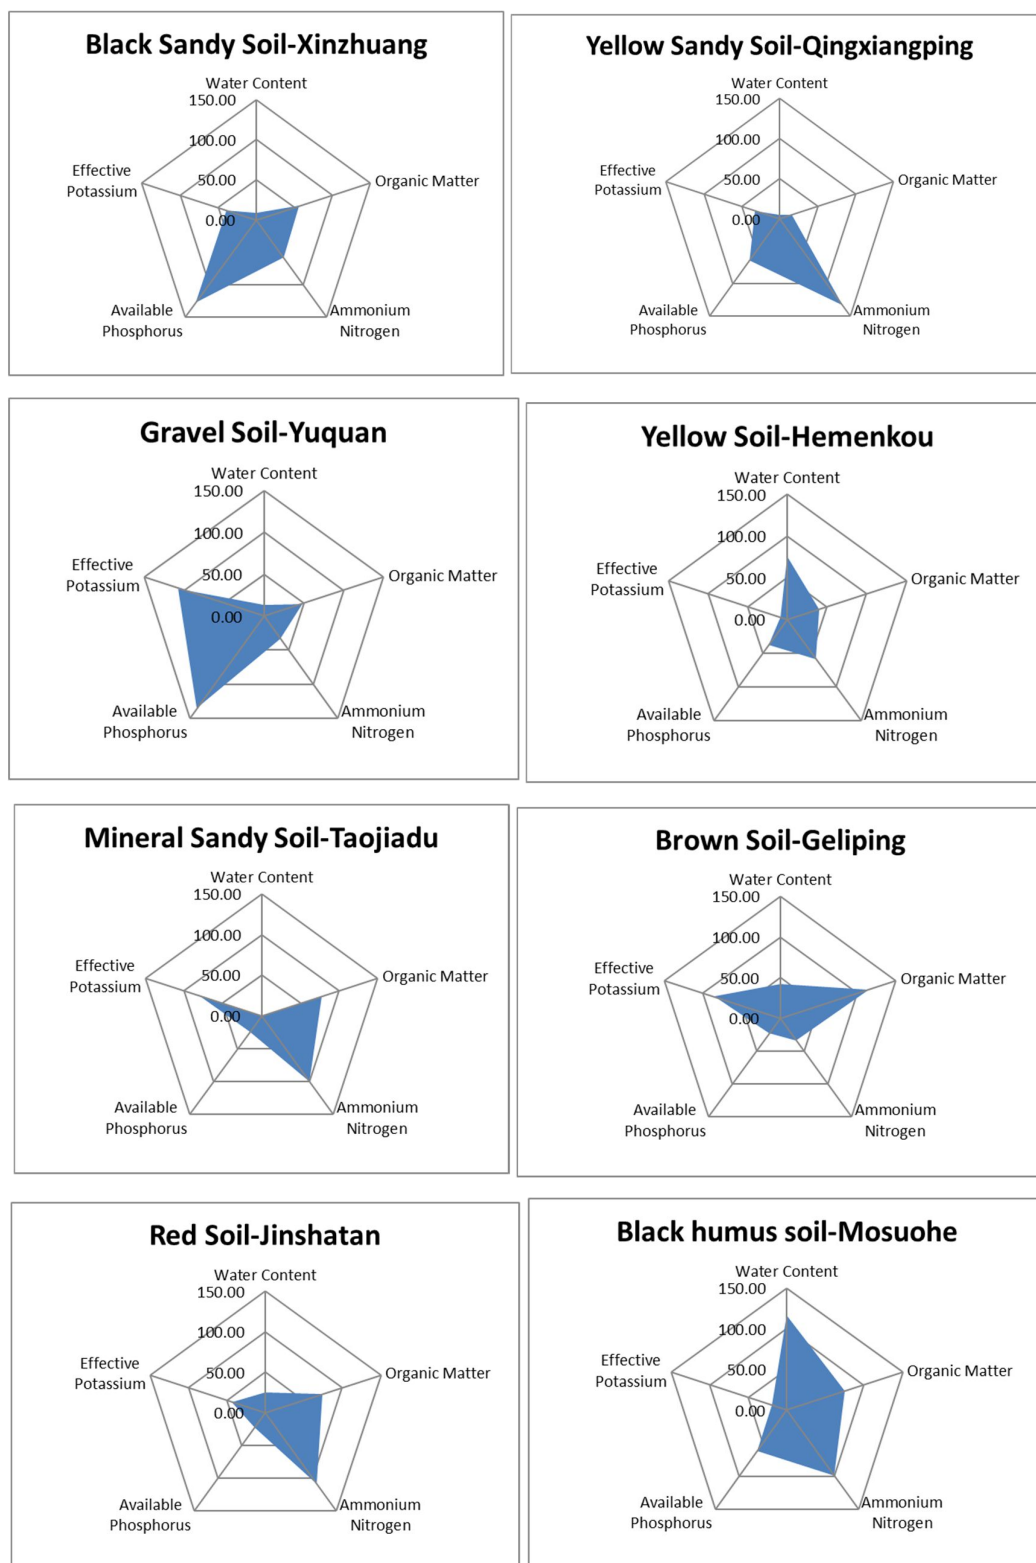 Black Sandy Soil-Xinzhuang
Water Content
150.00
100.00
50.00
0.00
Organic Matter
Effective
Potassium
Available
Phosphorus
Ammonium
Nitrogen
Yellow Sandy Soil-Qingxiangping
Water Content
150.00
100.00
50.00
0.00
Organic Matter
Effective
Potassium
Available
Phosphorus
Ammonium
Nitrogen
Gravel Soil-Yuquan
Water Content
150.00
100.00
50.00
0.00
Organic Matter
Effective
Potassium
Available
Phosphorus
Ammonium
Nitrogen
Yellow Soil-Hemenkou
Water Content
150.00
100.00
50.00
0.00
Organic Matter
Effective
Potassium
Available
Phosphorus
Ammonium
Nitrogen
Mineral Sandy Soil-Taojiadu
Water Content
150.00
100.00
50.00
0.00
Organic Matter
Effective
Potassium
Available
Phosphorus
Ammonium
Nitrogen
Brown Soil-Geliping
Water Content
150.00
100.00
50.00
0.00
Organic Matter
Effective
Potassium
Available
Phosphorus
Ammonium
Nitrogen
Red Soil-Jinshatan
Water Content
150.00
100.00
50.00
0.00
Organic Matter
Effective
Potassium
Available
Phosphorus
Ammonium
Nitrogen
Black humus soil-Mosuohe
Water Content
150.00
100.00
50.00
0.00
Organic Matter
Effective
Potassium
Available
Phosphorus
Ammonium
Nitrogen